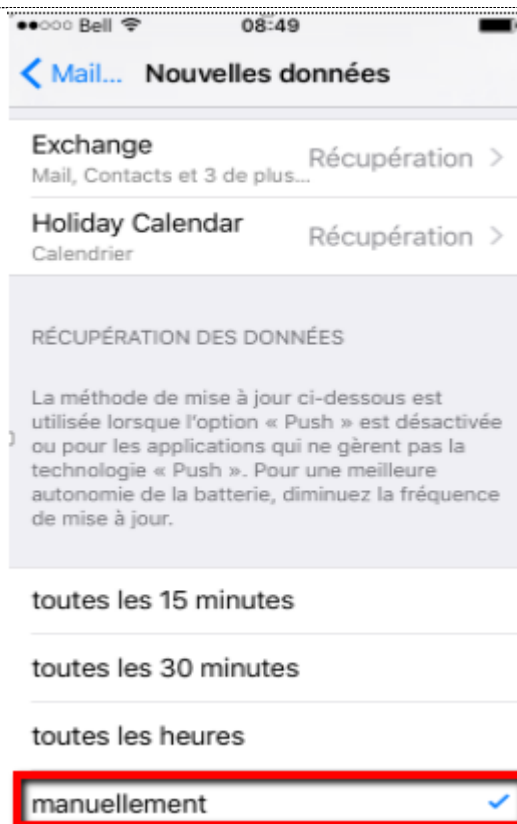 Bell 08:49
Mail... Nouvelles données
Exchange
Récupération
Mail, Contacts et 3 de plus...
Holiday Calendar
Récupération
Calendrier
RÉCUPÉRATION DES DONNÉES
La méthode de mise à jour ci-dessous est
utilisée lorsque l'option « Push » est désactivée
ou pour les applications qui ne gèrent pas la
technologie « Push ». Pour une meilleure
autonomie de la batterie, diminuez la fréquence
de mise à jour.
toutes les 15 minutes
toutes les 30 minutes
toutes les heures
manuellement